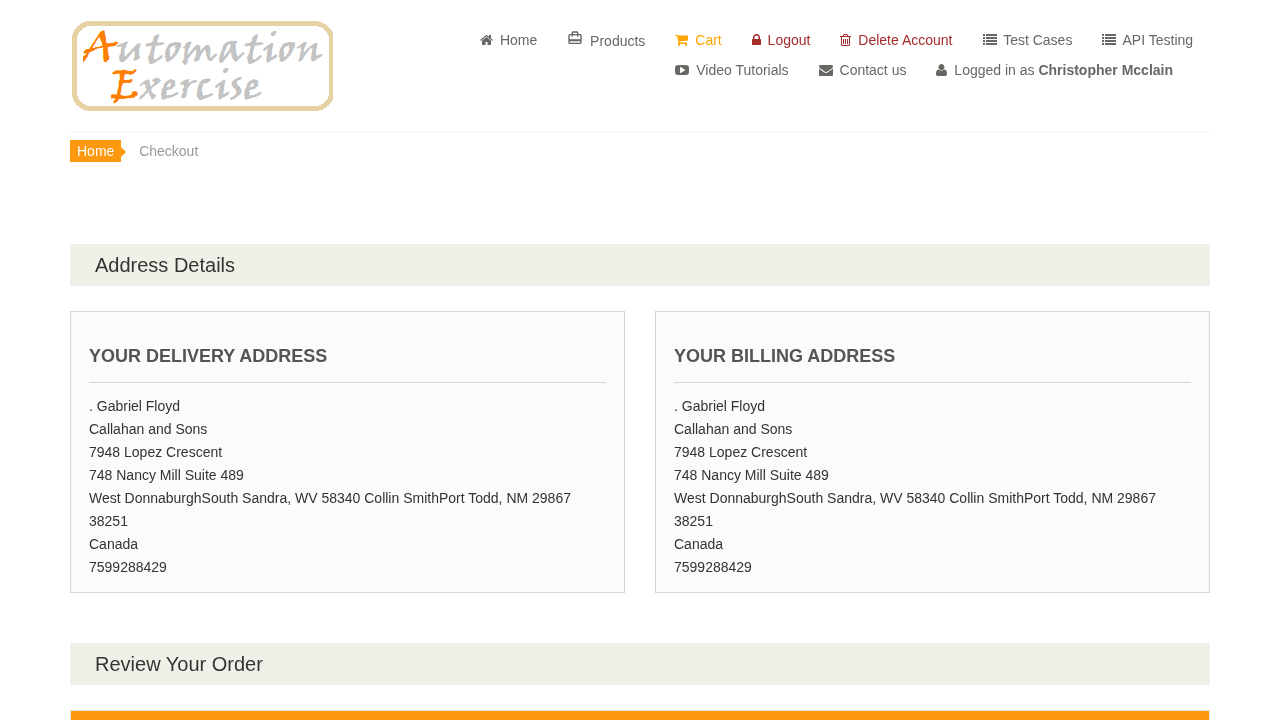 Automation
Exercise
Home
Products
Cart
Logout
Delete Account
Test Cases
API Testing
Video Tutorials
Contact us
Logged in as Christopher Mcclain
Home
Checkout
Address Details
YOUR DELIVERY ADDRESS
. Gabriel Floyd
Callahan and Sons
7948 Lopez Crescent
748 Nancy Mill Suite 489
West DonnaburghSouth Sandra, WV 58340 Collin SmithPort Todd, NM 29867
38251
Canada
7599288429
YOUR BILLING ADDRESS
. Gabriel Floyd
Callahan and Sons
7948 Lopez Crescent
748 Nancy Mill Suite 489
West DonnaburghSouth Sandra, WV 58340 Collin SmithPort Todd, NM 29867
38251
Canada
7599288429
Review Your Order